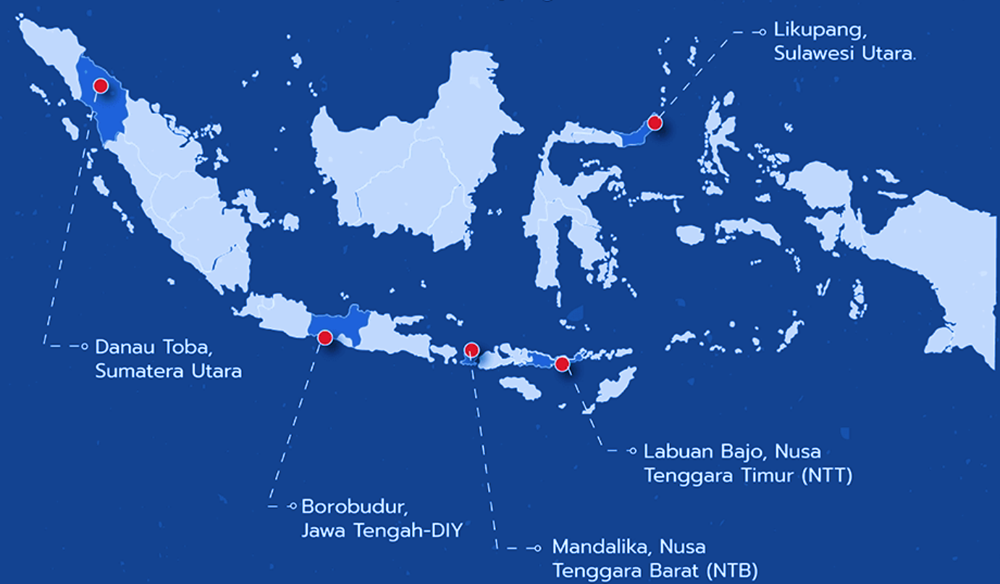 Likupang,
Sulawesi Utara.
Danau Toba,
Sumatera Utara
Labuan Bajo, Nusa
Tenggara Timur (NTT)
Borobudur,
Jawa Tengah-DIY
Mandalika, Nusa
Tenggara Barat (NTB)